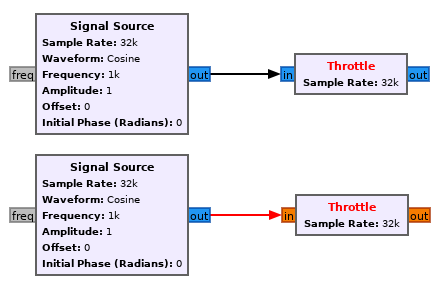 Signal Source
Sample Rate: 32k
Waveform: Cosine
freq
Frequency: 1k
out
Amplitude: 1
Offset: 0
Initial Phase (Radians): 0
in
Throttle
Sample Rate: 32k
out
Signal Source
Sample Rate: 32k
Waveform: Cosine
freq
Frequency: 1k
out
Amplitude: 1
Offset: 0
Initial Phase (Radians): 0
in
Throttle
Sample Rate: 32k
out